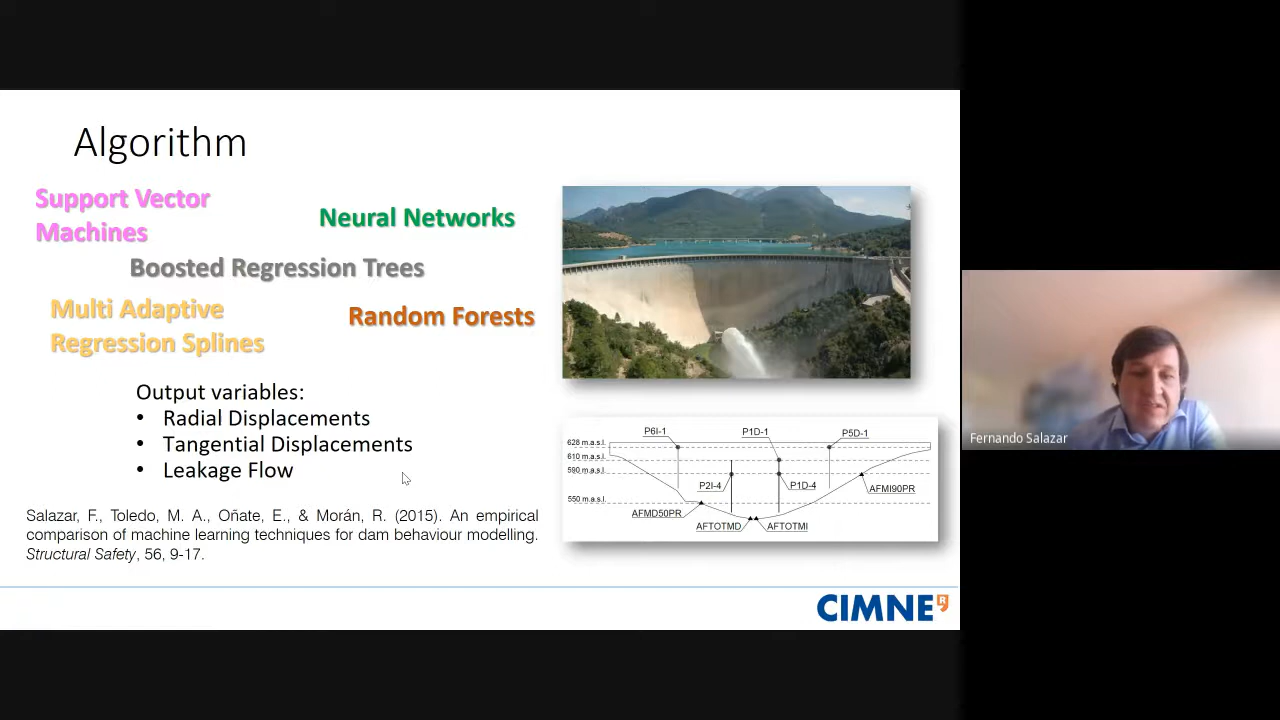 Algorithm
Support Vector
Machines
Neural Networks
Boosted Regression Trees
Multi Adaptive
Regression Splines
Random Forests
Output variables:
• Radial Displacements
• Tangential Displacements
• Leakage Flow
Salazar, F., Toledo, M. A., Oñate, E., & Morán, R. (2015). An empirical
comparison of machine learning techniques for dam behaviour modelling.
Structural Safety, 56, 9-17.
P6I-1
P1D-1
P5D-1
628 m.a.s.l.
610 m.a.s.l.
590 m.a.s.l.
P2I-4
P1D-4
AFMI90PR
550 m.a.s.l.
AFMD50PR
AFTOTMD
AFTOTMI
CIMNE R
Fernando Salazar